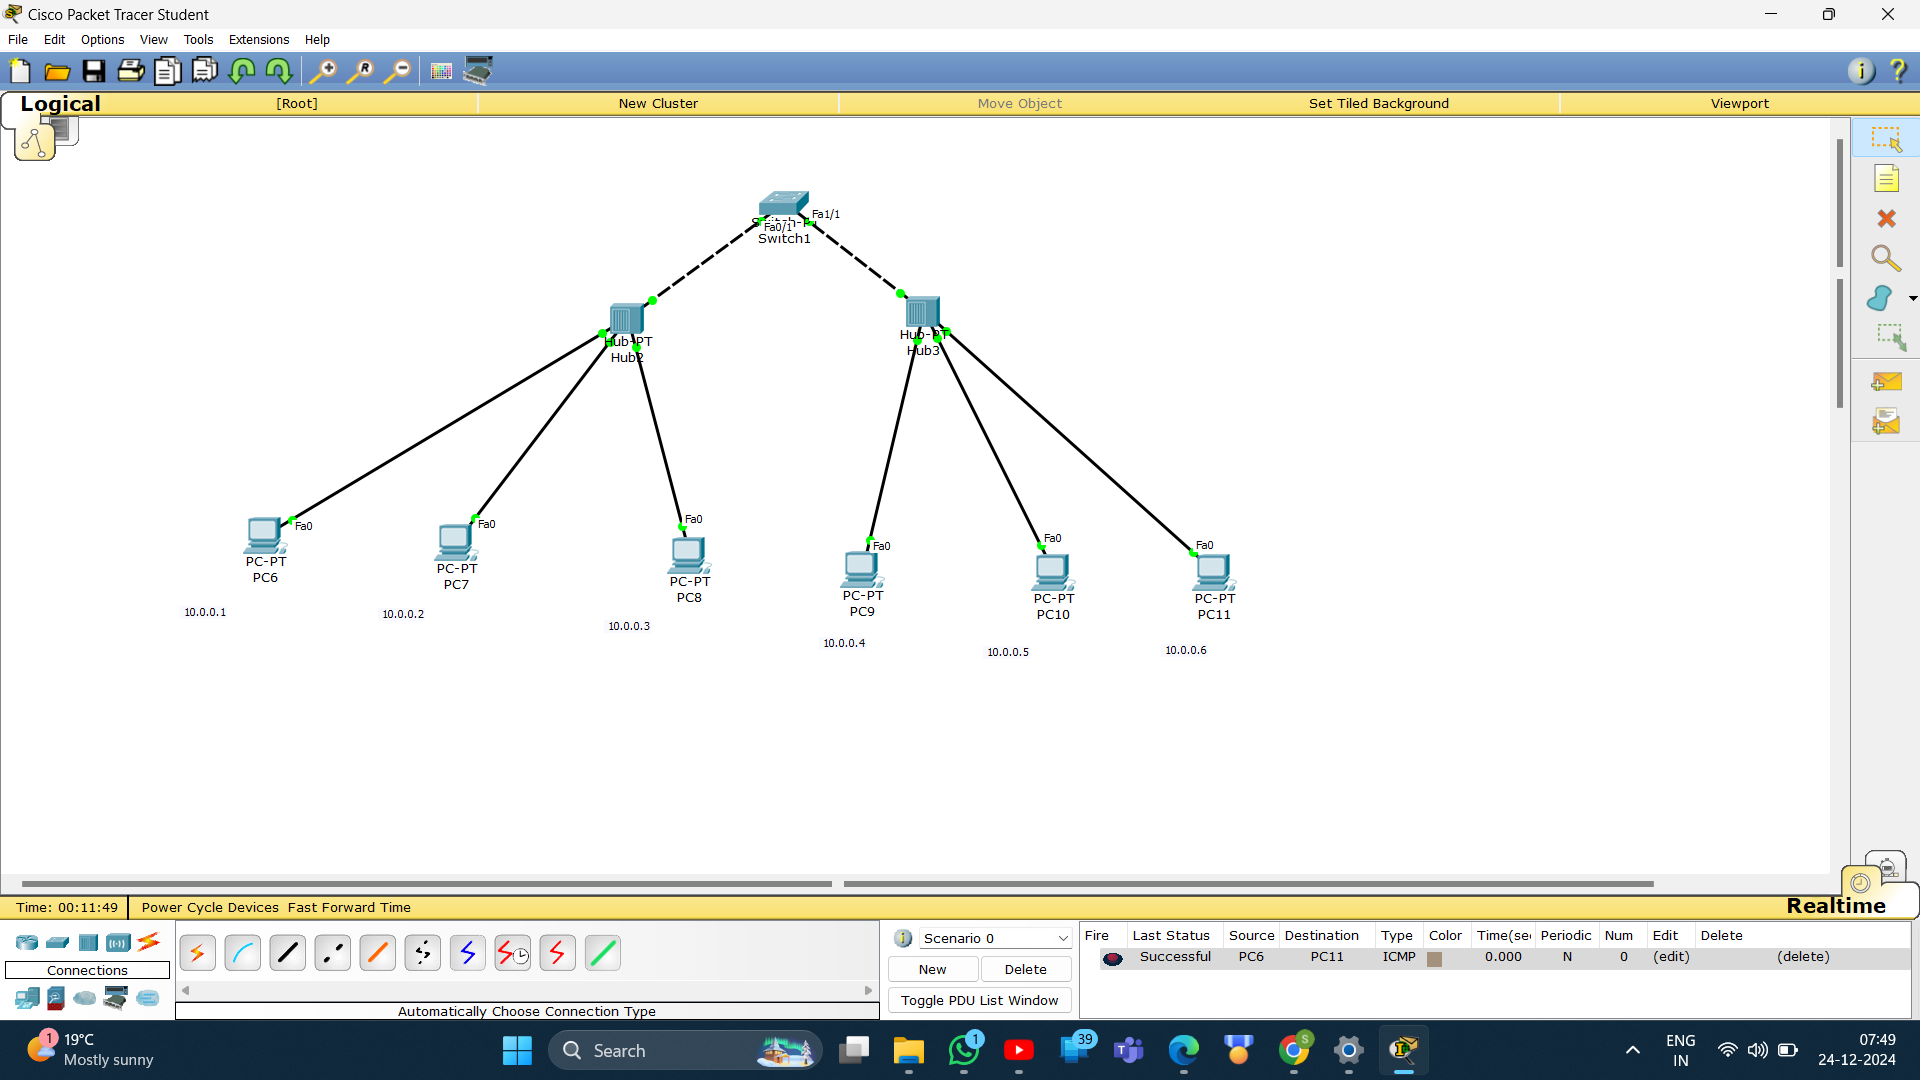 Cisco Packet Tracer Student
File Edit Options View Tools Extensions Help
Logical [Root] New Cluster Move Object Set Tiled Background Viewport
Fa1/1
Fa0/1
Switch1
Hub-PT
Hub2
Hub-PT
Hub3
Fa0
PC-PT
PC6
10.0.0.1
Fa0
PC-PT
PC7
10.0.0.2
Fa0
PC-PT
PC8
10.0.0.3
Fa0
PC-PT
PC9
10.0.0.4
Fa0
PC-PT
PC10
10.0.0.5
Fa0
PC-PT
PC11
10.0.0.6
Time: 00:11:49 Power Cycle Devices Fast Forward Time
Realtime
Connections
Automatically Choose Connection Type
Scenario 0
New Delete
Toggle PDU List Window
Fire Last Status Source Destination Type Color Time(sec Periodic Num Edit Delete
Successful PC6 PC11 ICMP 0.000 N 0 (edit) (delete)
1 19°C
Mostly sunny
Search
1
39
S
ENG
IN
07:49
24-12-2024